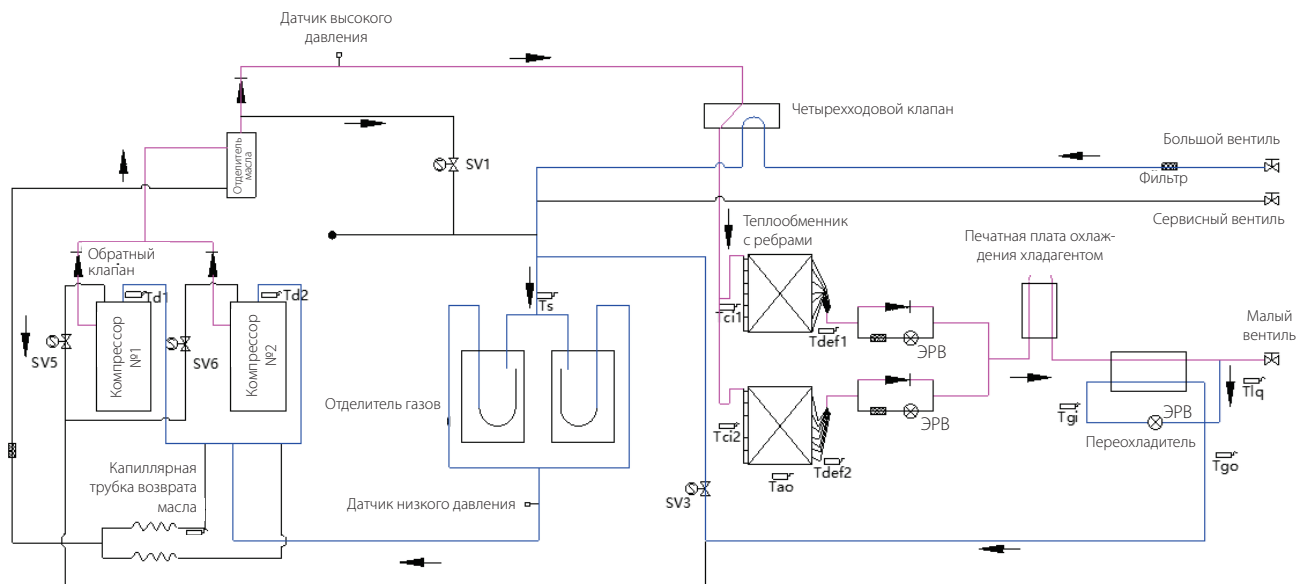 Датчик высокого
давления
Четырехходовой клапан
Большой вентиль
Фильтр
Отделитель
масла
SV1
Сервисный вентиль
Теплообменник
с ребрами
Печатная плата охлаж-
дения хладагентом
Обратный
клапан
Td1
Td2
Ts
Tci1
Tdef1
ЭРВ
Малый
вентиль
SV5
Компрессор
№1
SV6
Компрессор
№2
Отделитель газов
Tci2
Tdef2
ЭРВ
Tao
Tlq
Tgi
ЭРВ
Переохладитель
Tgo
Капиллярная
трубка возврата
масла
Датчик низкого давления
SV3